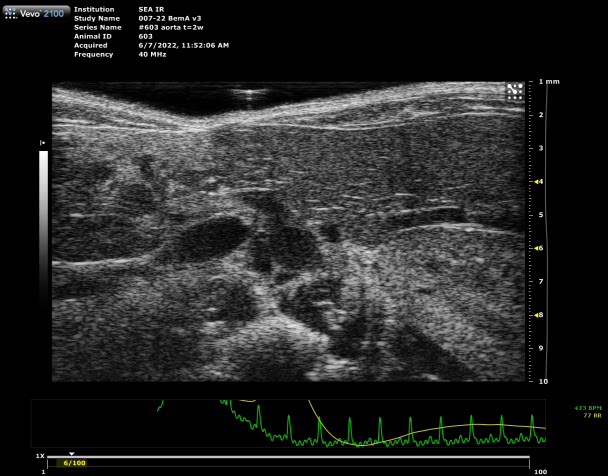 Vevo 2100
Institution SEA IR
Study Name 007-22 BemA v3
Series Name #603 aorta t=2w
Animal ID 603
Acquired 6/7/2022, 11:52:06 AM
Frequency 40 MHz
1 mm
2
3
4
5
6
7
8
9
10
473 BPM
77 RR
1X
6/100
1 100